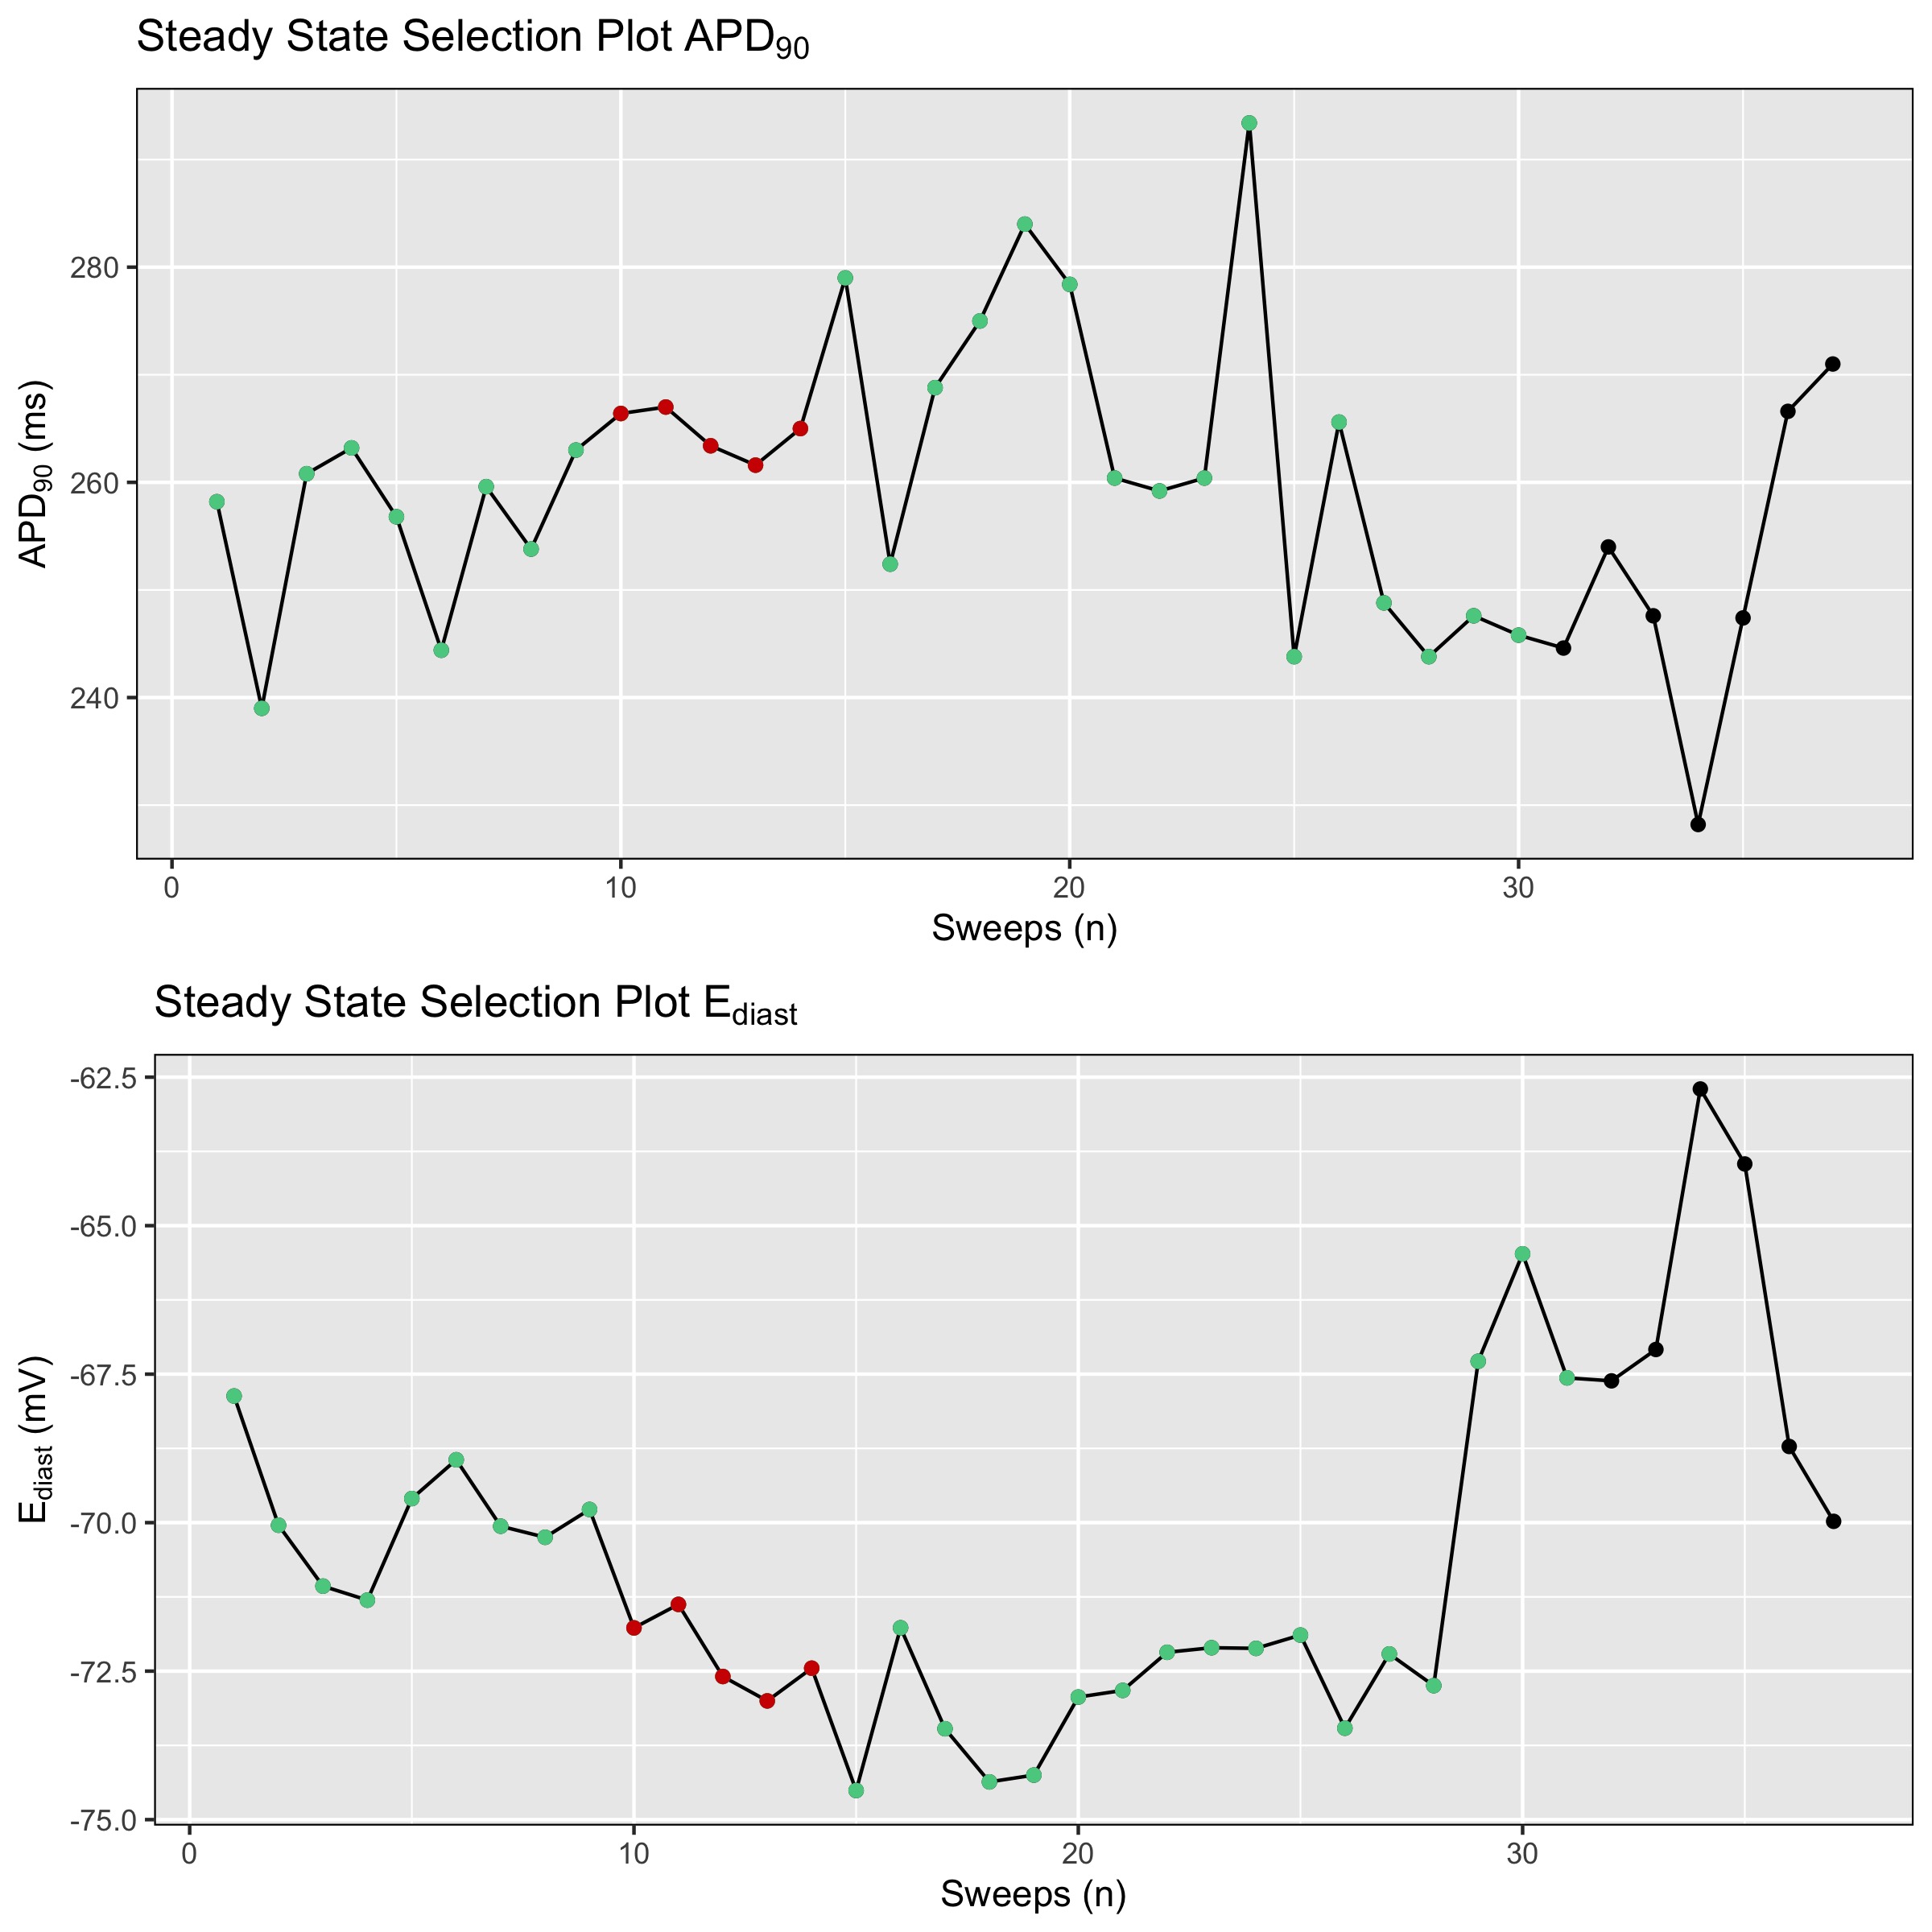 Steady State Selection Plot APD90
280
260
240
APD90 (ms)
0 10 20 30
Sweeps (n)
Steady State Selection Plot Ediast
-62.5
-65.0
-67.5
-70.0
-72.5
-75.0
Ediast (mV)
0 10 20 30
Sweeps (n)